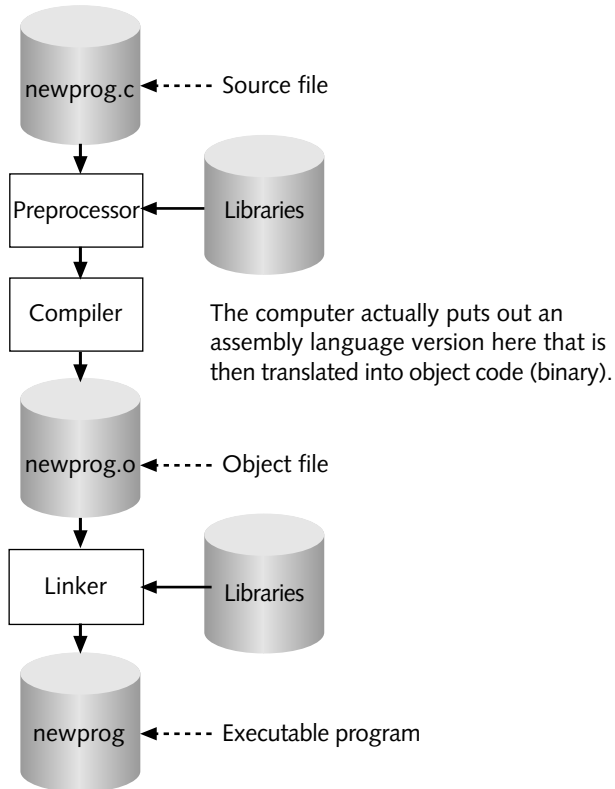 newprog.c
Source file
Preprocessor
Libraries
Compiler
The computer actually puts out an
assembly language version here that is
then translated into object code (binary).
newprog.o
Object file
Linker
Libraries
newprog
Executable program